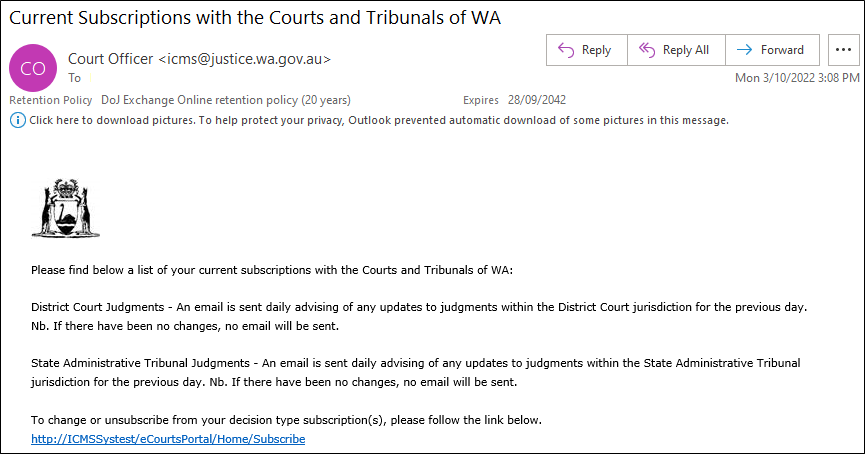 Current Subscriptions with the Courts and Tribunals of WA
CO
Court Officer <icms@justice.wa.gov.au>
To
Reply
Reply All
Forward
Mon 3/10/2022 3:08 PM
Retention Policy DoJ Exchange Online retention policy (20 years) Expires 28/09/2042
Click here to download pictures. To help protect your privacy, Outlook prevented automatic download of some pictures in this message.
Please find below a list of your current subscriptions with the Courts and Tribunals of WA:
District Court Judgments - An email is sent daily advising of any updates to judgments within the District Court jurisdiction for the previous day.
Nb. If there have been no changes, no email will be sent.
State Administrative Tribunal Judgments - An email is sent daily advising of any updates to judgments within the State Administrative Tribunal
jurisdiction for the previous day. Nb. If there have been no changes, no email will be sent.
To change or unsubscribe from your decision type subscription(s), please follow the link below.
http://ICMSSystest/eCourtsPortal/Home/Subscribe